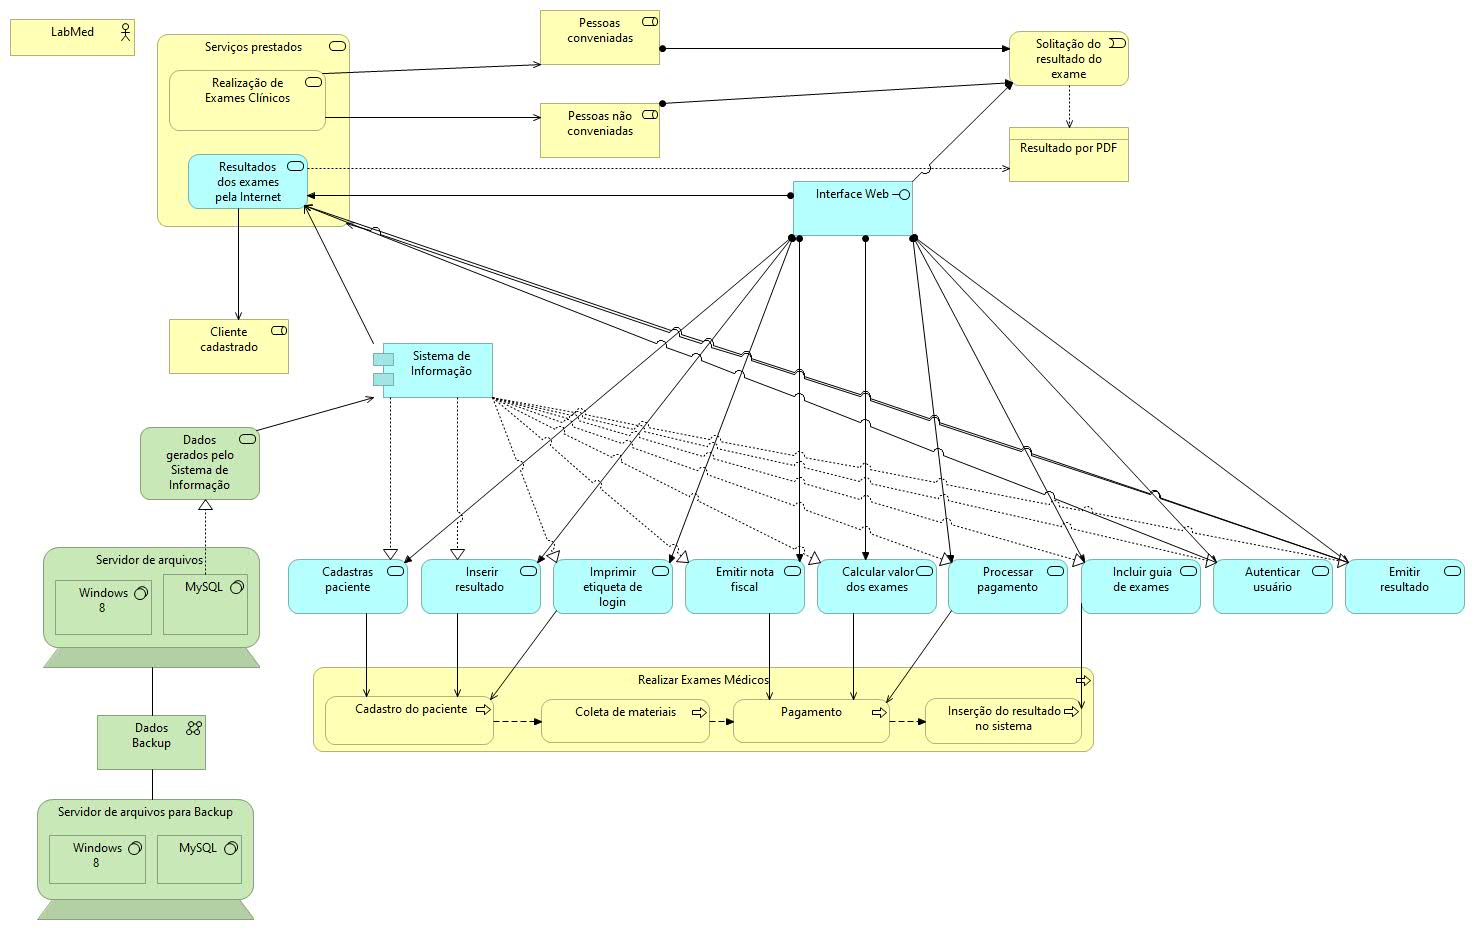 LabMed
Serviços prestados
Realização de
Exames Clínicos
Resultados
dos exames
pela Internet
Pessoas
conveniadas
Pessoas não
conveniadas
Solitação do
resultado do
exame
Resultado por PDF
Interface Web
Cliente
cadastrado
Sistema de
Informação
Dados
gerados pelo
Sistema de
Informação
Servidor de arquivos
Windows
8
MySQL
Cadastras
paciente
Inserir
resultado
Imprimir
etiqueta de
login
Emitir nota
fiscal
Calcular valor
dos exames
Processar
pagamento
Incluir guia
de exames
Autenticar
usuário
Emitir
resultado
Realizar Exames Médicos
Cadastro do paciente
Coleta de materiais
Pagamento
Inserção do resultado
no sistema
Dados
Backup
Servidor de arquivos para Backup
Windows
8
MySQL